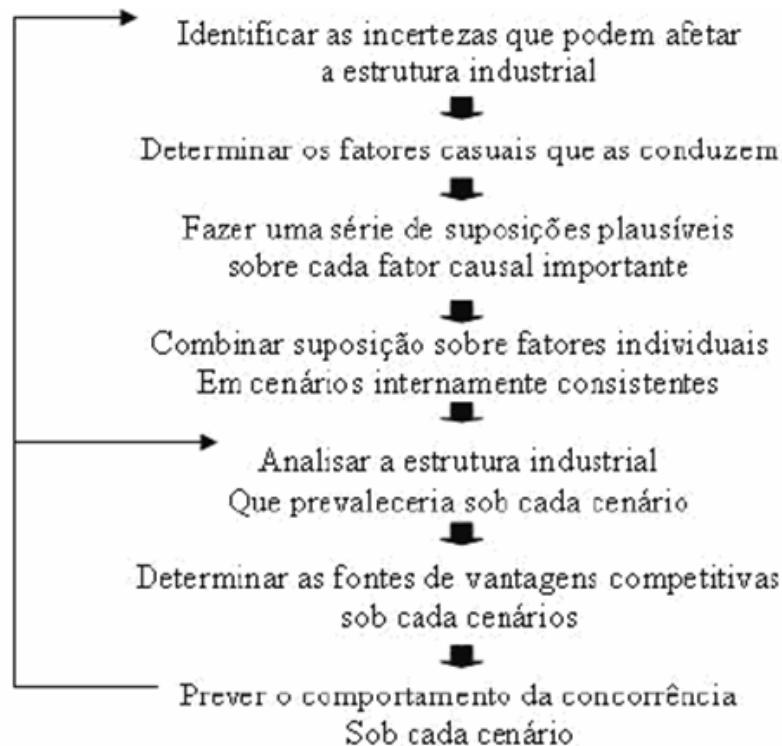 Identificar as incertezas que podem afetar
a estrutura industrial
Determinar os fatores casuais que as conduzem
Fazer uma série de suposições plausíveis
sobre cada fator causal importante
Combinar suposição sobre fatores individuais
Em cenários internamente consistentes
Analisar a estrutura industrial
Que prevaleceria sob cada cenário
Determinar as fontes de vantagens competitivas
sob cada cenários
Prever o comportamento da concorrência
Sob cada cenário